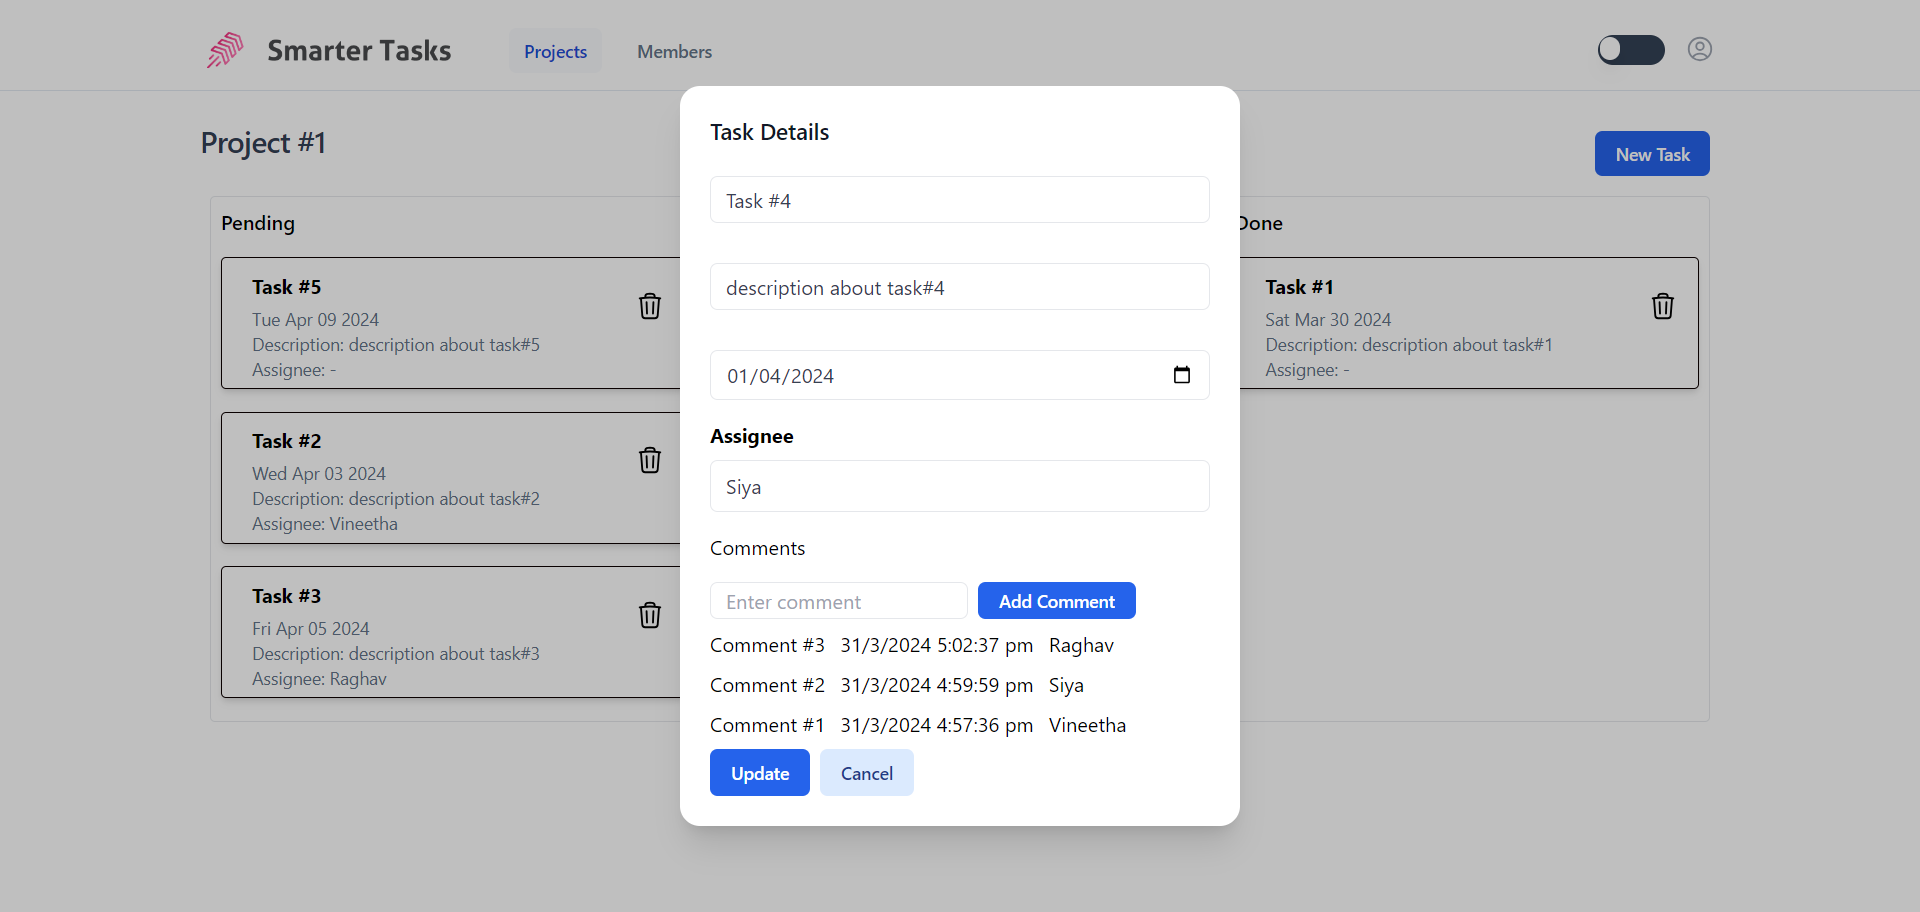 Smarter Tasks
Projects
Members
Project #1
New Task
Pending
Task #5
Tue Apr 09 2024
Description: description about task#5
Assignee: -
Task #2
Wed Apr 03 2024
Description: description about task#2
Assignee: Vineetha
Task #3
Fri Apr 05 2024
Description: description about task#3
Assignee: Raghav
Task Details
Task #4
description about task#4
01/04/2024
Assignee
Siya
Comments
Enter comment
Add Comment
Comment #3 31/3/2024 5:02:37 pm Raghav
Comment #2 31/3/2024 4:59:59 pm Siya
Comment #1 31/3/2024 4:57:36 pm Vineetha
Update
Cancel
Done
Task #1
Sat Mar 30 2024
Description: description about task#1
Assignee: -